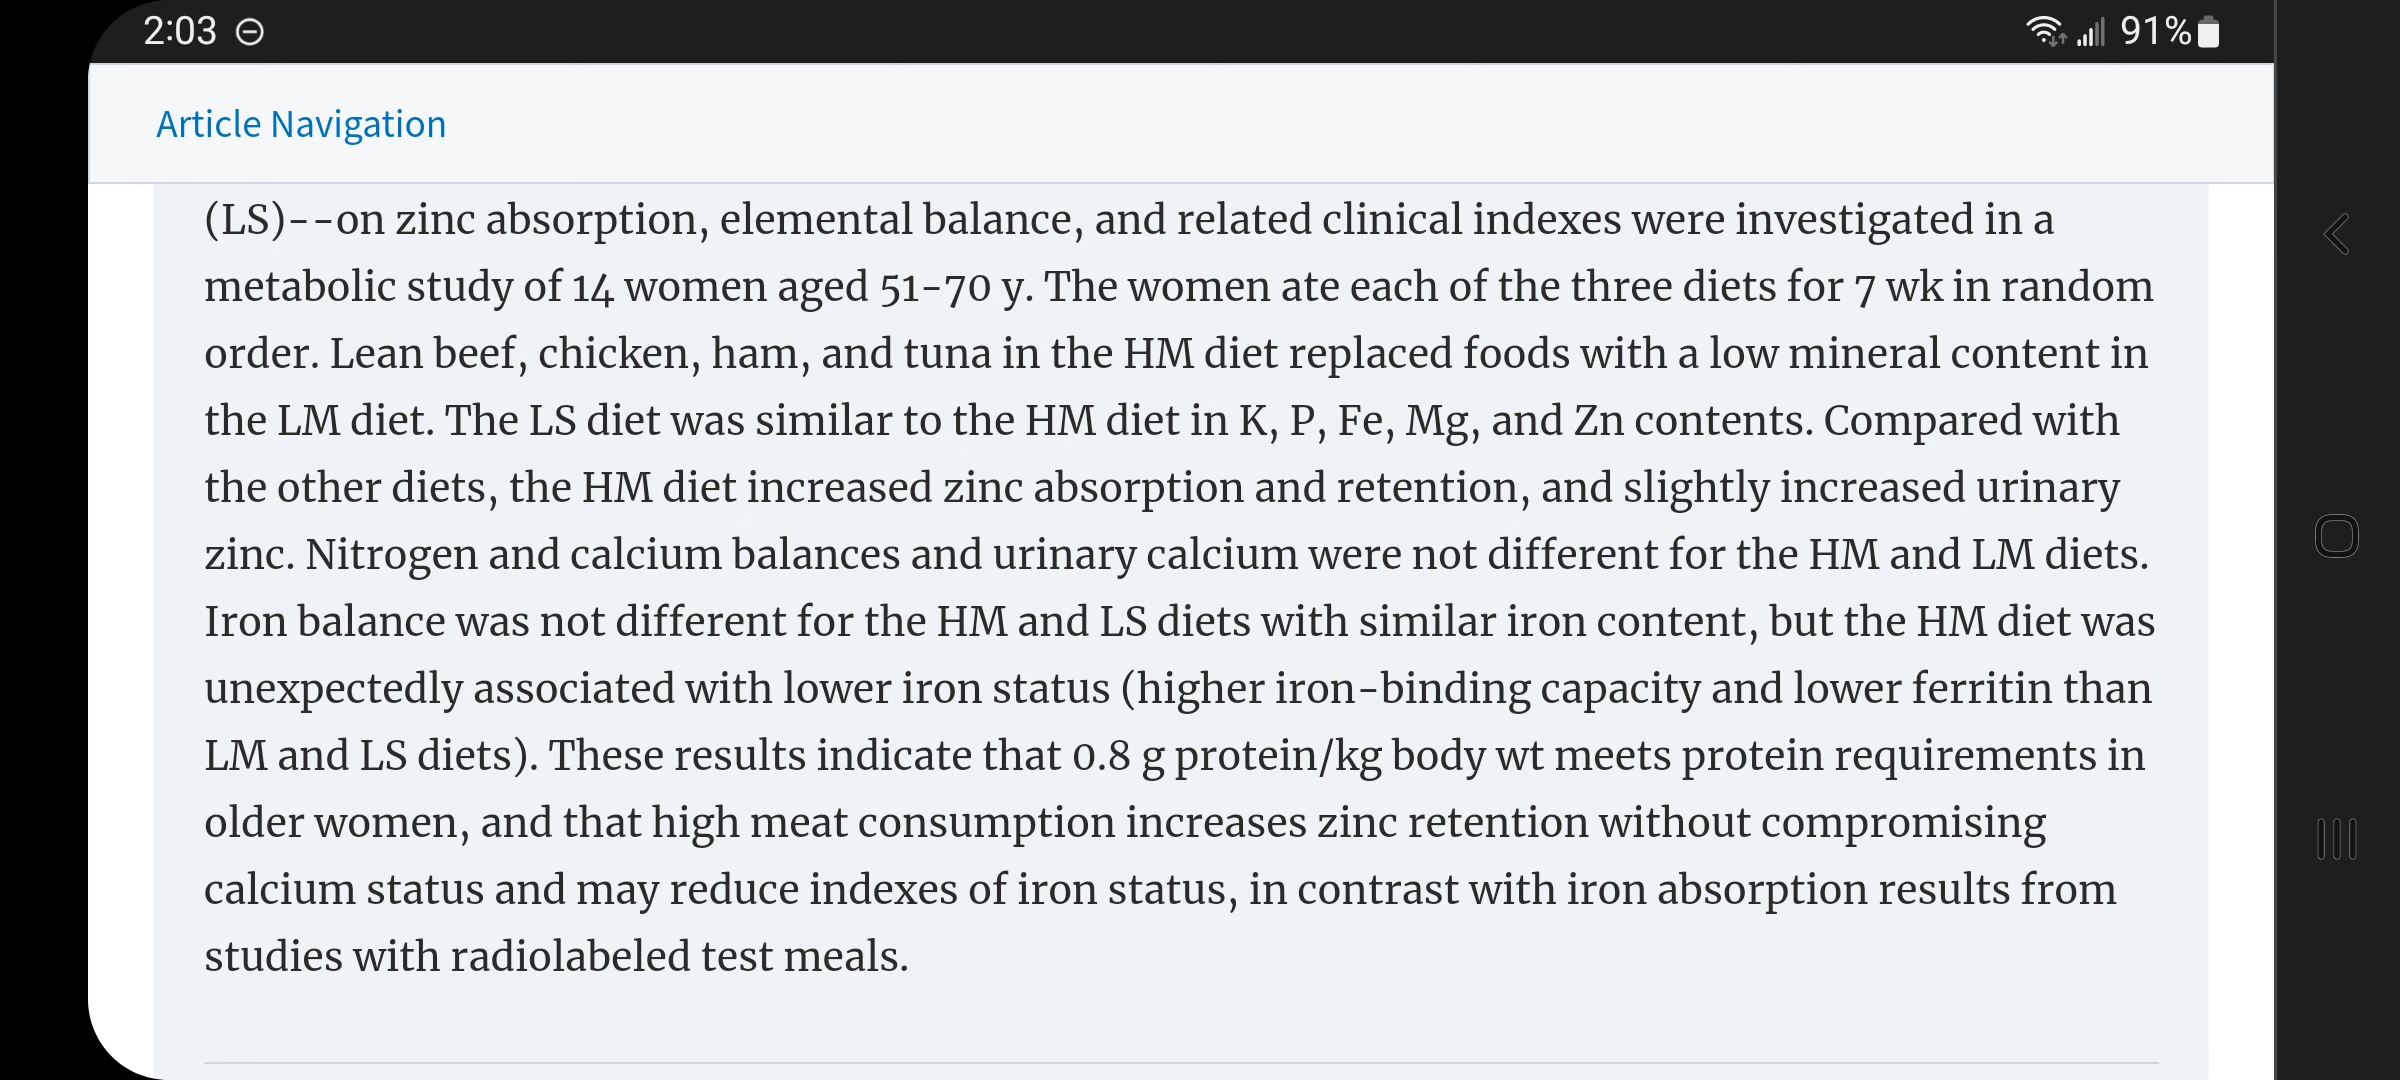 2:03
91%
Article Navigation
(LS)--on zinc absorption, elemental balance, and related clinical indexes were investigated in a
metabolic study of 14 women aged 51-70 y. The women ate each of the three diets for 7 wk in random
order. Lean beef, chicken, ham, and tuna in the HM diet replaced foods with a low mineral content in
the LM diet. The LS diet was similar to the HM diet in K, P, Fe, Mg, and Zn contents. Compared with
the other diets, the HM diet increased zinc absorption and retention, and slightly increased urinary
zinc. Nitrogen and calcium balances and urinary calcium were not different for the HM and LM diets.
Iron balance was not different for the HM and LS diets with similar iron content, but the HM diet was
unexpectedly associated with lower iron status (higher iron-binding capacity and lower ferritin than
LM and LS diets). These results indicate that 0.8 g protein/kg body wt meets protein requirements in
older women, and that high meat consumption increases zinc retention without compromising
calcium status and may reduce indexes of iron status, in contrast with iron absorption results from
studies with radiolabeled test meals.